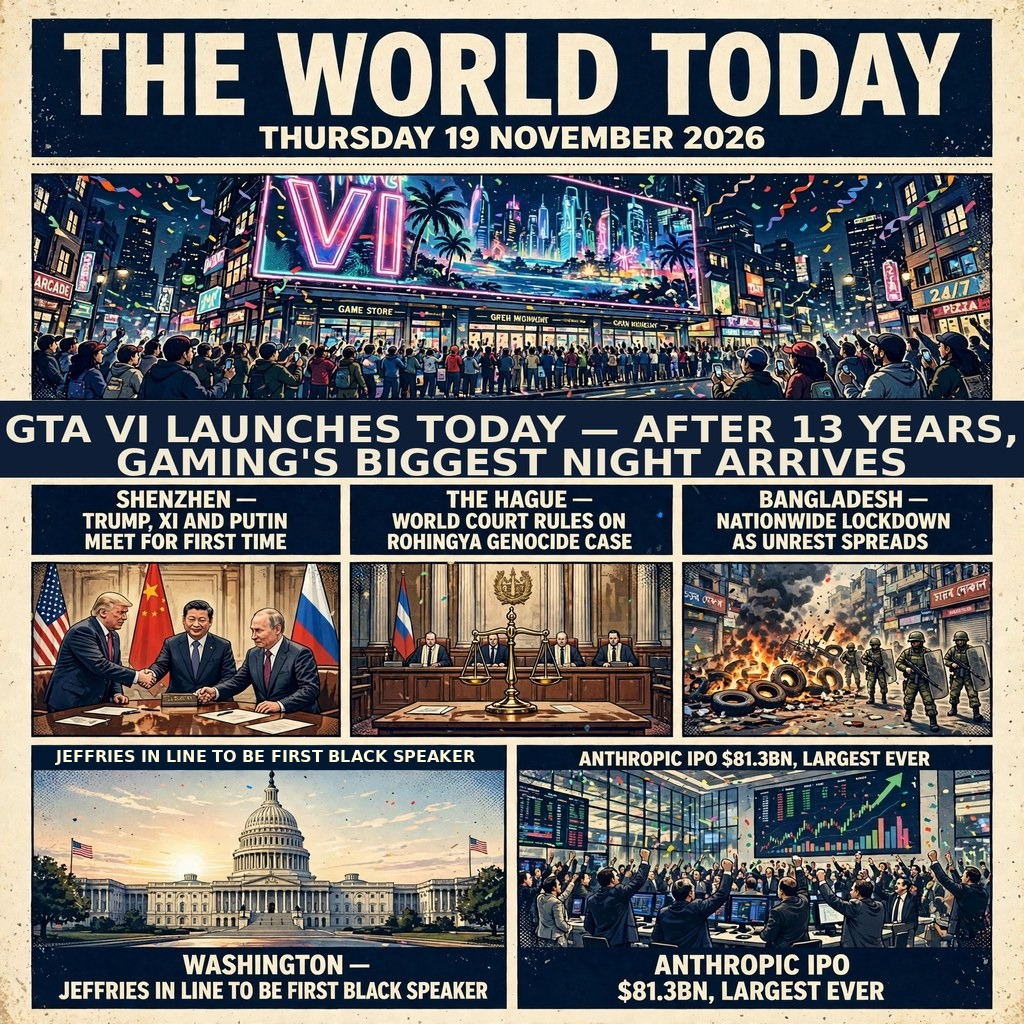 THE WORLD TODAY
THURSDAY 19 NOVEMBER 2026
VI
ARCADE
GAME STORE
24/7
PIZZA
GTA VI LAUNCHES TODAY — AFTER 13 YEARS,
GAMING'S BIGGEST NIGHT ARRIVES
SHENZHEN —
TRUMP, XI AND PUTIN
MEET FOR FIRST TIME
THE HAGUE —
WORLD COURT RULES ON
ROHINGYA GENOCIDE CASE
BANGLADESH —
NATIONWIDE LOCKDOWN
AS UNREST SPREADS
JEFFRIES IN LINE TO BE FIRST BLACK SPEAKER
ANTHROPIC IPO $81.3BN, LARGEST EVER
WASHINGTON —
JEFFRIES IN LINE TO BE FIRST BLACK SPEAKER
ANTHROPIC IPO
$81.3BN, LARGEST EVER